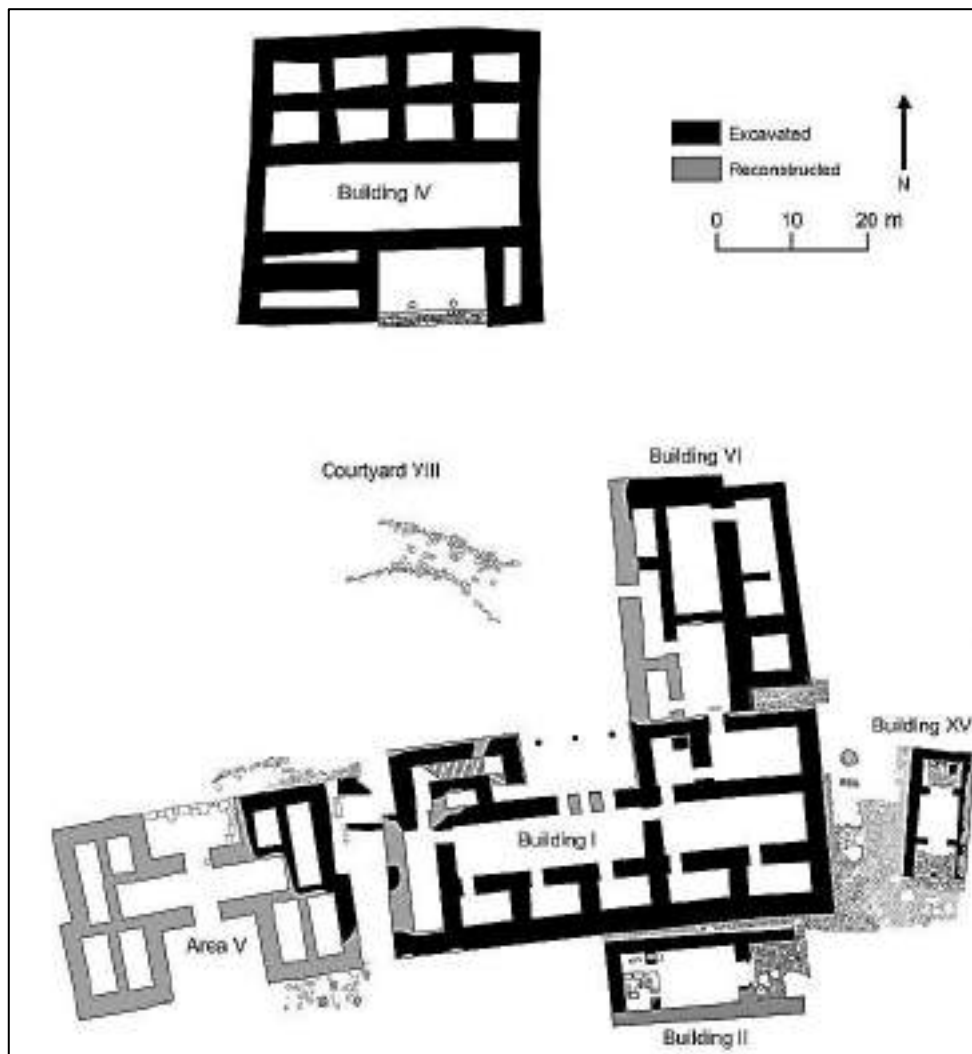 Building IV
Excavated
Reconstructed
N
0 10 20 m
Courtyard VIII
Building VI
Building XV
Building I
Area V
Building II